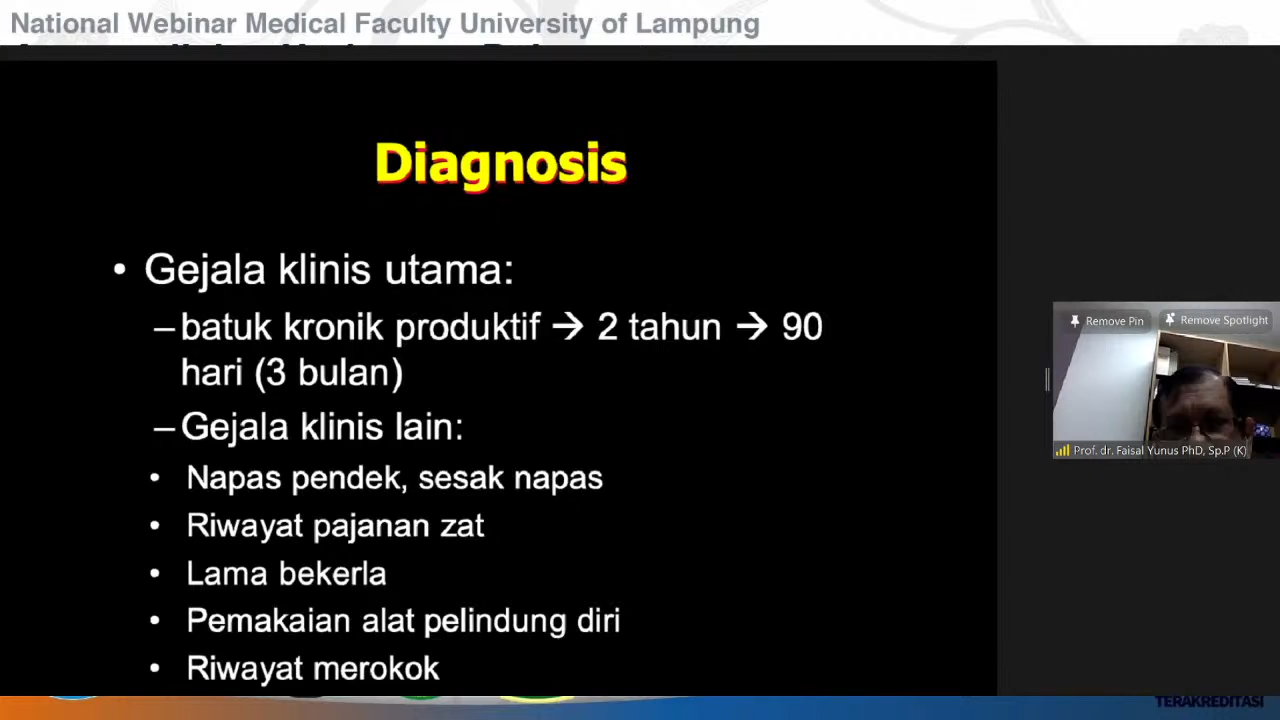 National Webinar Medical Faculty University of Lampung
Diagnosis
• Gejala klinis utama:
–batuk kronik produktif → 2 tahun → 90
hari (3 bulan)
–Gejala klinis lain:
• Napas pendek, sesak napas
• Riwayat pajanan zat
• Lama bekerla
• Pemakaian alat pelindung diri
• Riwayat merokok
Remove Pin
Remove Spotlight
Prof. dr. Faisal Yunus PhD, Sp.P (K)
TERAKREDITASI